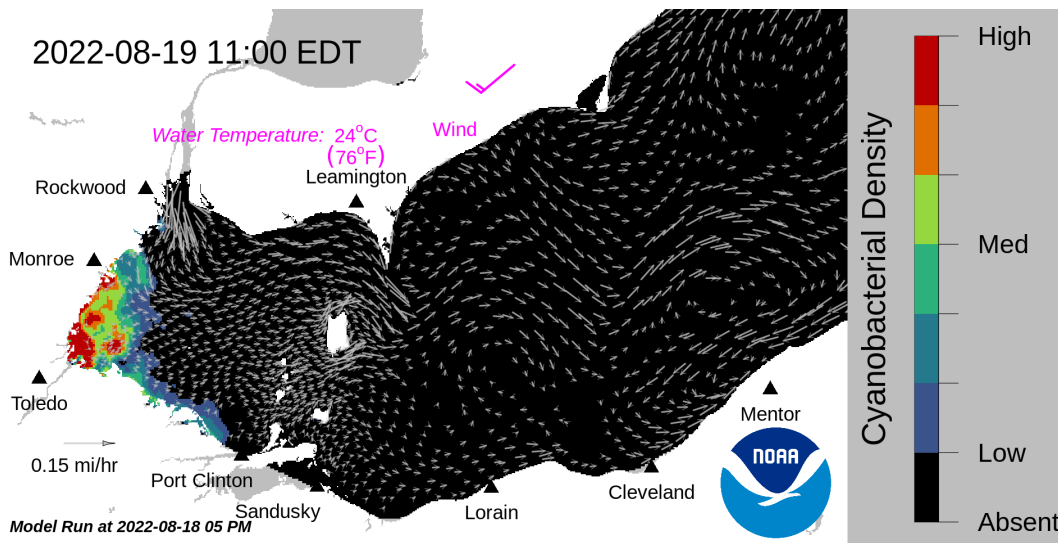 2022-08-19 11:00 EDT
Water Temperature: 24°C
(76°F)
Wind
Leamington
Rockwood
Monroe
Toledo
0.15 mi/hr
Port Clinton
Sandusky
Lorain
Cleveland
Mentor
NOAA
Model Run at 2022-08-18 05 PM
Cyanobacterial Density
High
Med
Low
Absent